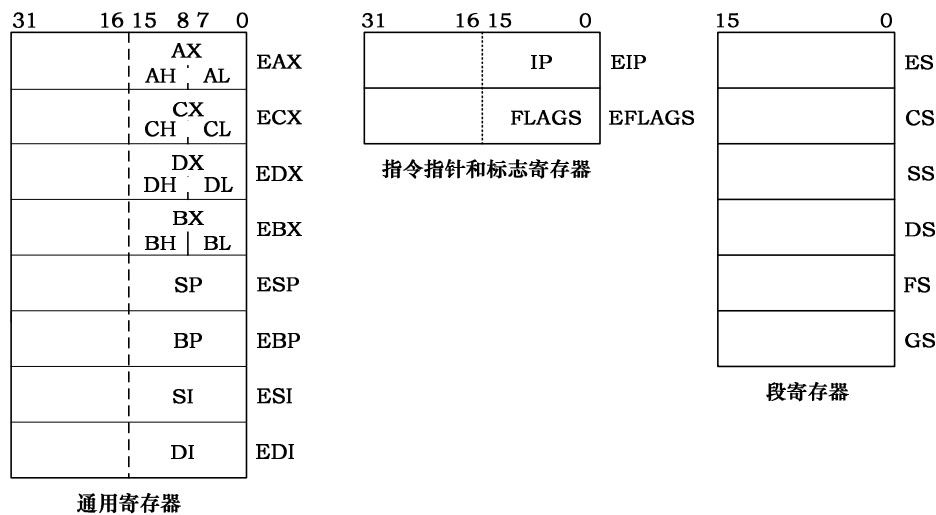 31 16 15 8 7 0
AX
AH AL EAX
CX
CH CL ECX
DX
DH DL EDX
BX
BH BL EBX
SP ESP
BP EBP
SI ESI
DI EDI
通用寄存器
31 16 15 0
IP EIP
FLAGS EFLAGS
指令指针和标志寄存器
15 0
ES
CS
SS
DS
FS
GS
段寄存器